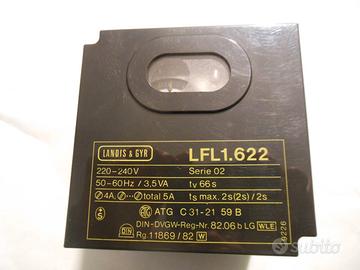 LANDIS & GYR
LFL1.622
220-240V
Serie 02
50-60Hz / 3,5VA
tv 66s
4A, total 5A
ts max. 2s(2s) / 2s
ATG C 31-21 59 B
DIN-DVGW-Reg-Nr. 82.06 b LG WLE
DIN Rg 11869 / 82 W
subito